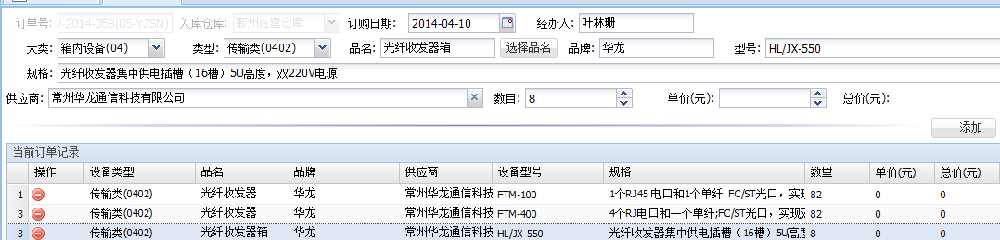 订单号: V-2014-058(05-YZSN) 入库仓库: 鄞州在建仓库 订购日期: 2014-04-10 经办人: 叶林珊
大类: 箱内设备(04) 类型: 传输类(0402) 品名: 光纤收发器箱 选择品名 品牌: 华龙 型号: HL/JX-550
规格: 光纤收发器集中供电插槽（16槽）5U高度，双220V电源
供应商: 常州华龙通信科技有限公司 数目: 8 单价(元): 总价(元):
添加
当前订单记录
操作 设备类型 品名 品牌 供应商 设备型号 规格 数量 单价(元) 总价(元)
1 传输类(0402) 光纤收发器 华龙 常州华龙通信科技 FTM-100 1个RJ45电口和1个单纤 FC/ST光口，实现 82 0 0
3 传输类(0402) 光纤收发器 华龙 常州华龙通信科技 FTM-400 4个RJ电口和一个单纤;FC/ST光口，实现 82 0 0
3 传输类(0402) 光纤收发器箱 华龙 常州华龙通信科技 HL/JX-550 光纤收发器集中供电插槽（16槽）5U高度 8 0 0